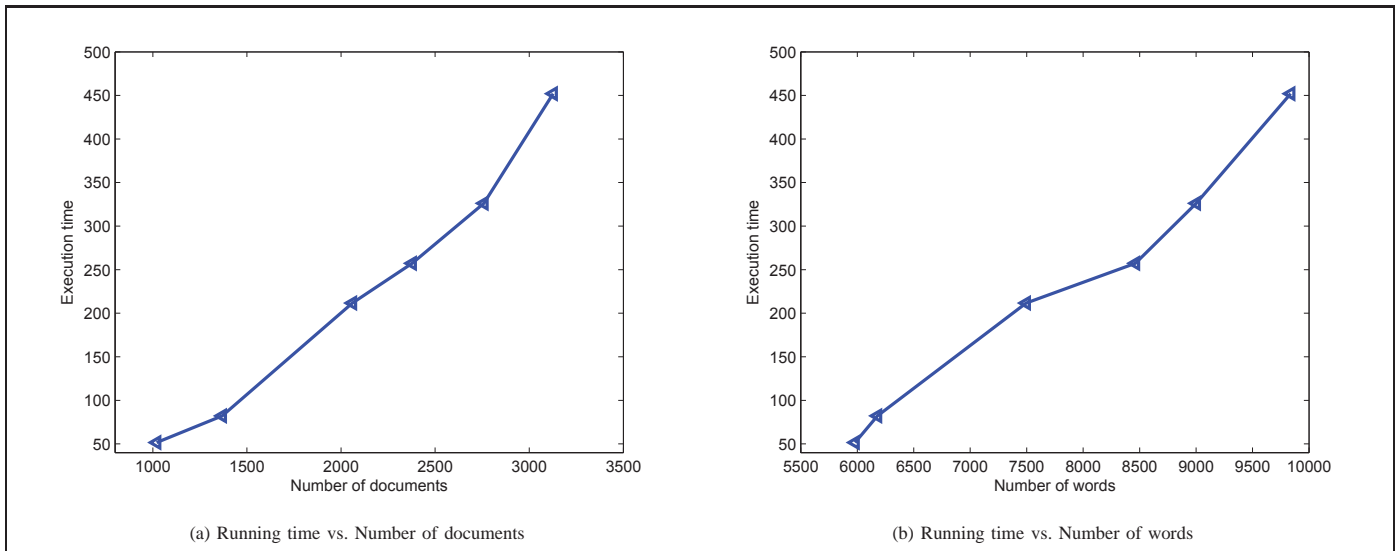 500
450
400
350
300
250
200
150
100
50
Execution time
1000 1500 2000 2500 3000 3500
Number of documents
(a) Running time vs. Number of documents
500
450
400
350
300
250
200
150
100
50
Execution time
5500 6000 6500 7000 7500 8000 8500 9000 9500 10000
Number of words
(b) Running time vs. Number of words